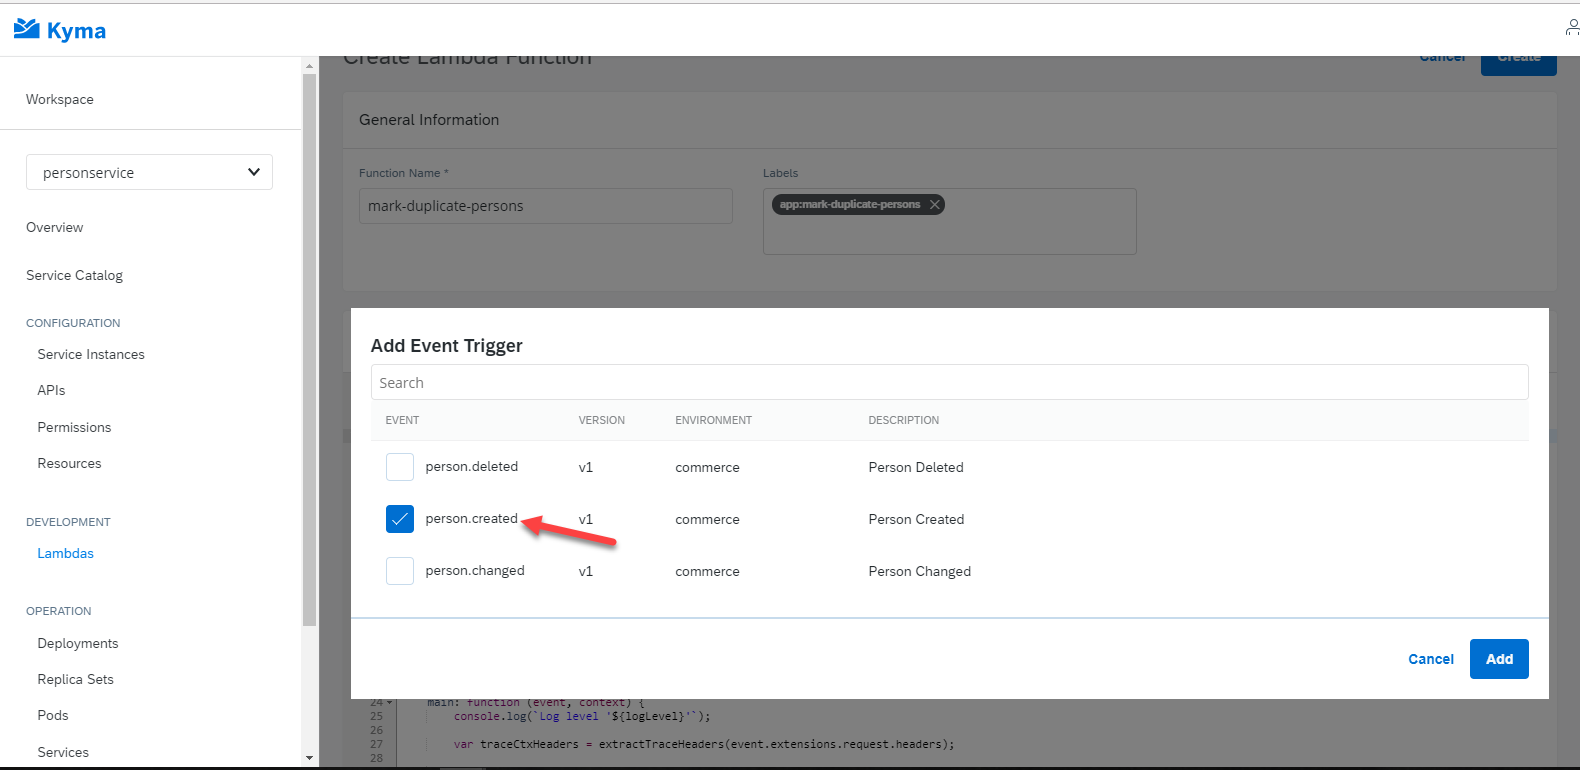 Kyma
Create Lambda Function
Cancel
Create
Workspace
personservice
Overview
Service Catalog
CONFIGURATION
Service Instances
APIs
Permissions
Resources
DEVELOPMENT
Lambdas
OPERATION
Deployments
Replica Sets
Pods
Services
General Information
Function Name *
mark-duplicate-persons
Labels
app:mark-duplicate-persons
Add Event Trigger
Search
EVENT VERSION ENVIRONMENT DESCRIPTION
person.deleted v1 commerce Person Deleted
person.created v1 commerce Person Created
person.changed v1 commerce Person Changed
Cancel Add
24 main: function (event, context) {
25 console.log(`Log level '${logLevel}'`);
26
27 var traceCtxHeaders = extractTraceHeaders(event.extensions.request.headers);
28